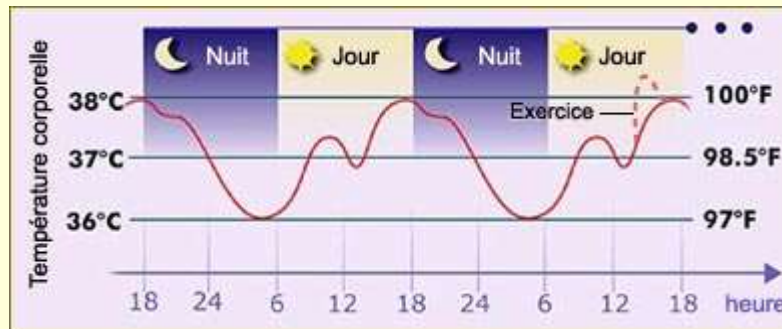 Nuit Jour Nuit Jour
Température corporelle
38°C 100°F
Exercice
37°C 98.5°F
36°C 97°F
18 24 6 12 18 24 6 12 18 heure